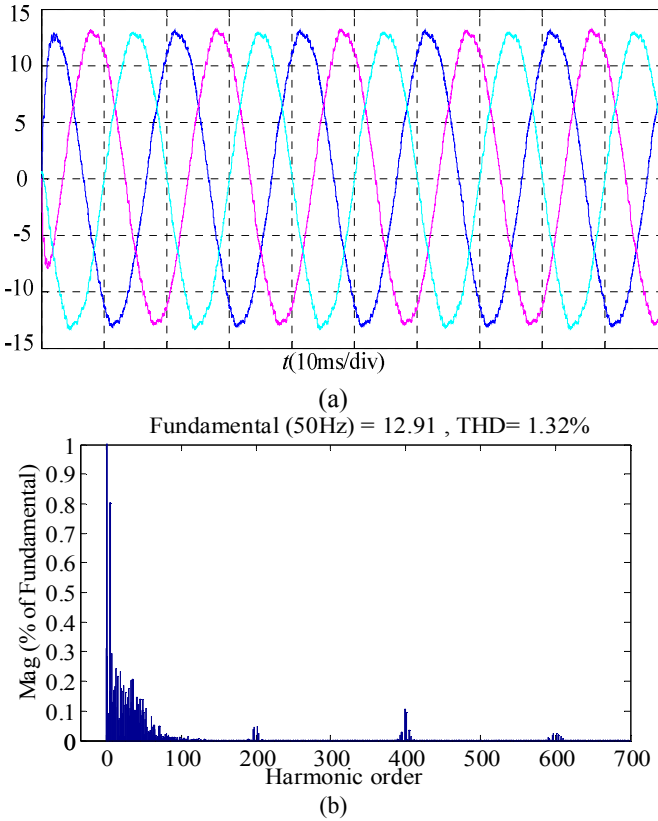 15
10
5
0
-5
-10
-15
t(10ms/div)
(a)
Fundamental (50Hz) = 12.91 , THD= 1.32%
1
0.9
0.8
0.7
0.6
0.5
0.4
0.3
0.2
0.1
0
Mag (% of Fundamental)
0 100 200 300 400 500 600 700
Harmonic order
(b)